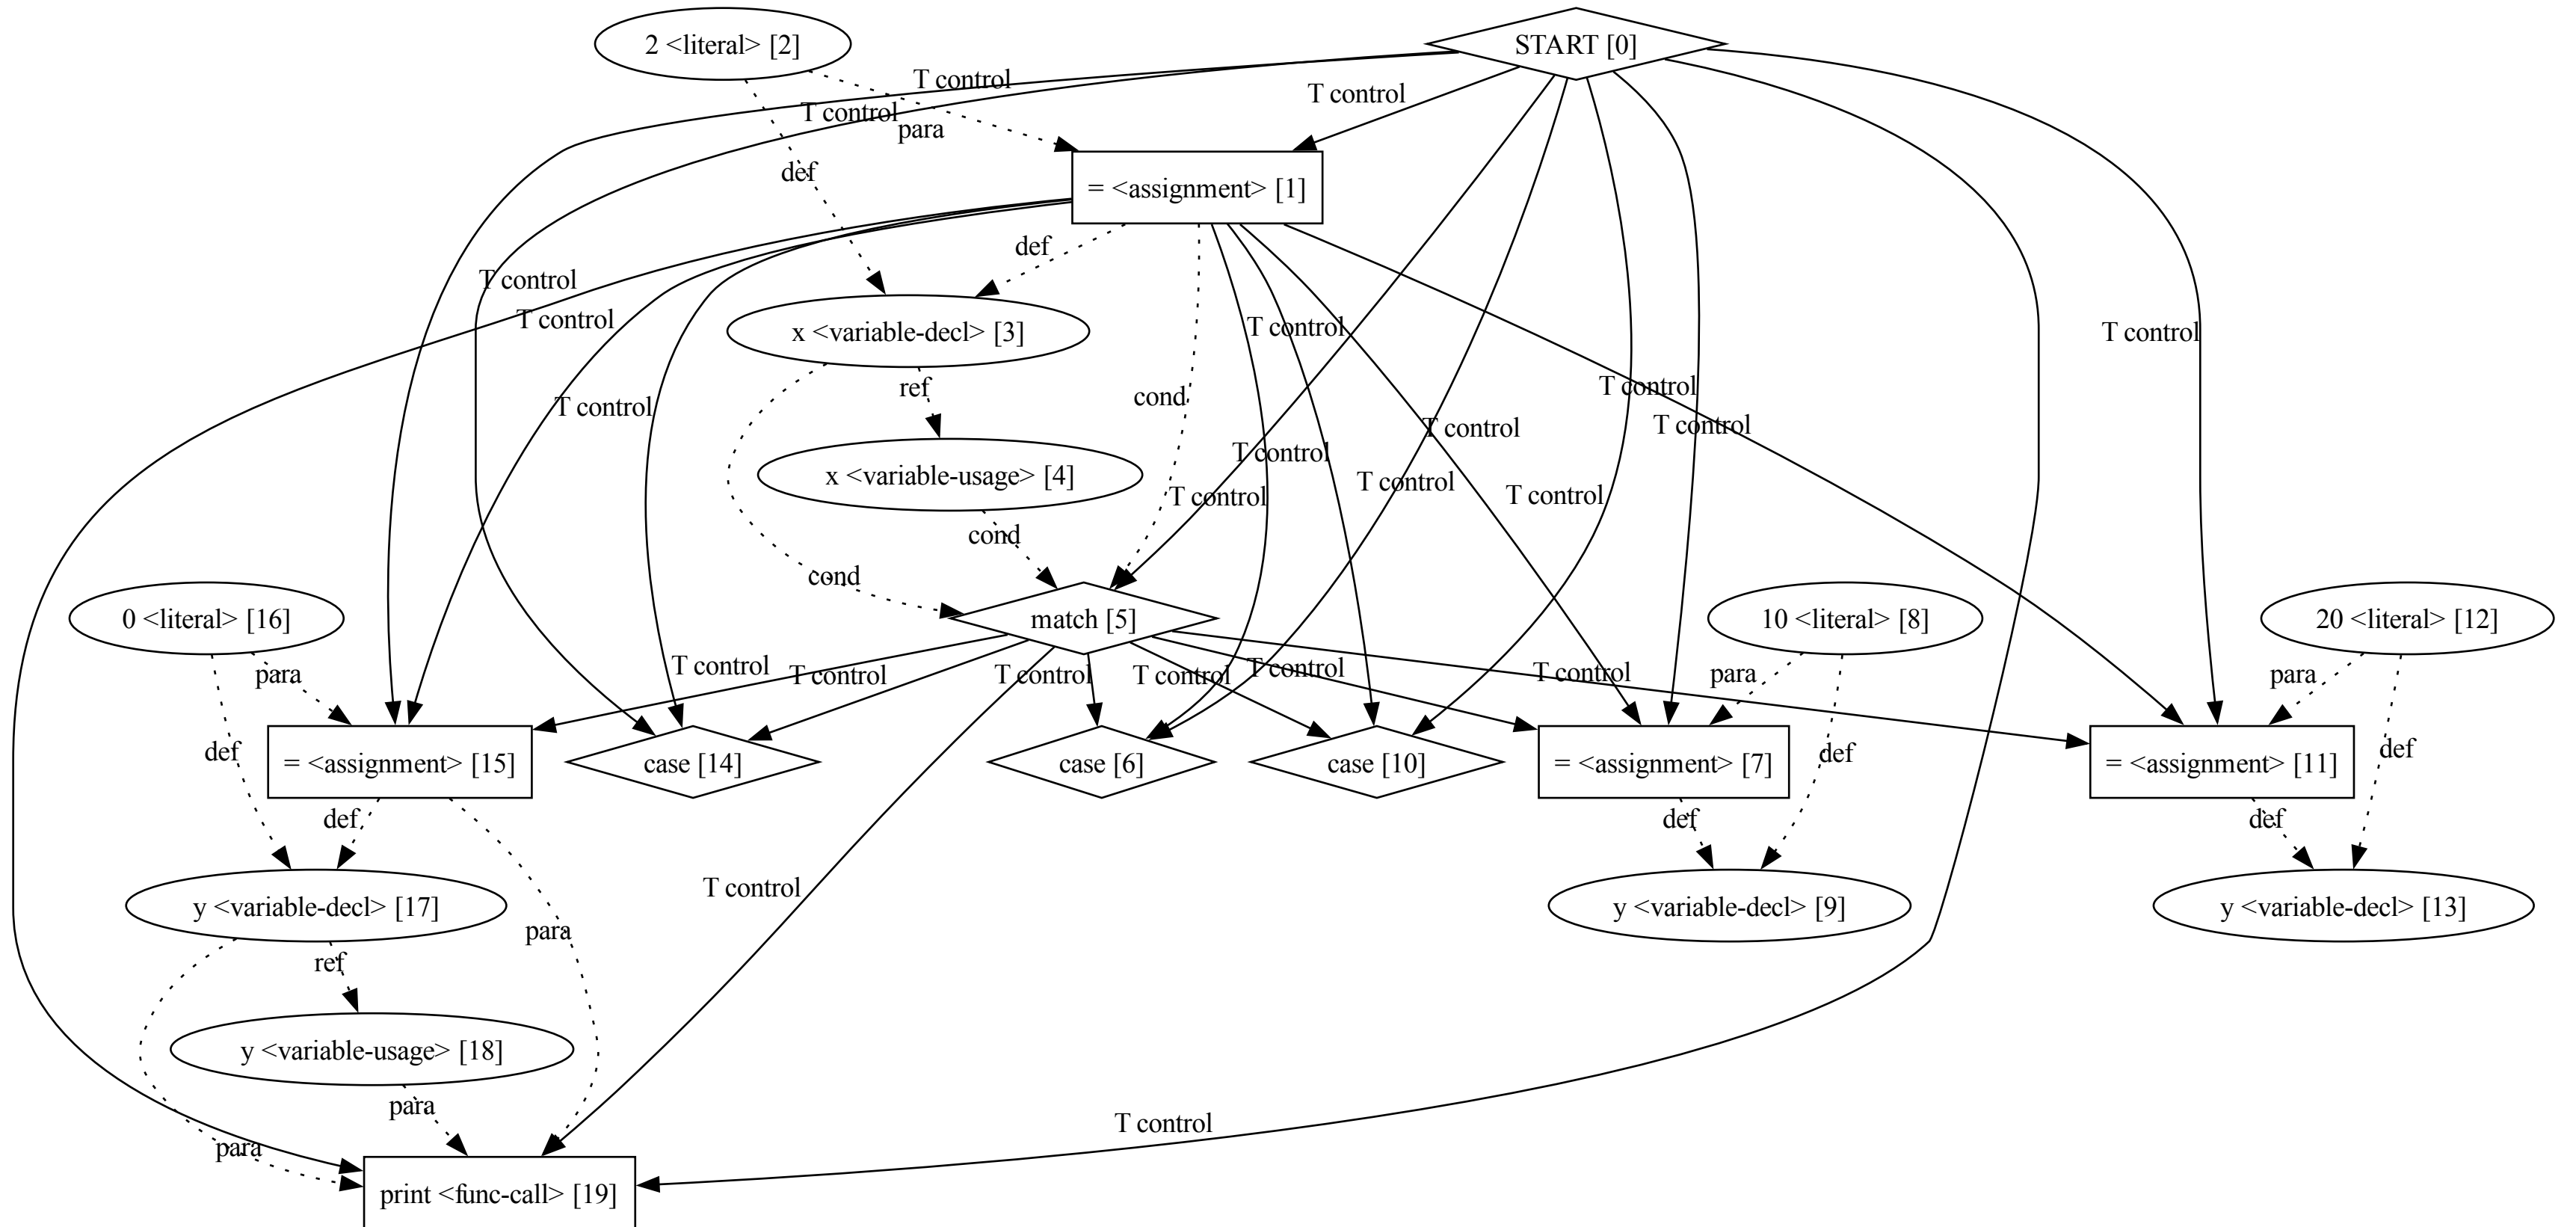 2 <literal> [2]
START [0]
T control
T control
T control
para
def
= <assignment> [1]
def
T control
T control
x <variable-decl> [3]
T control
T control
ref
T control
cond
T control
T control
T control
T control
x <variable-usage> [4]
T control
T control
T control
T control
cond
cond
0 <literal> [16]
match [5]
10 <literal> [8]
20 <literal> [12]
para
T control
T control
T control
T control
T control
T control
para
para
def
def
def
= <assignment> [15]
case [14]
case [6]
case [10]
= <assignment> [7]
= <assignment> [11]
def
def
def
T control
y <variable-decl> [17]
y <variable-decl> [9]
y <variable-decl> [13]
para
ref
y <variable-usage> [18]
para
T control
para
print <func-call> [19]